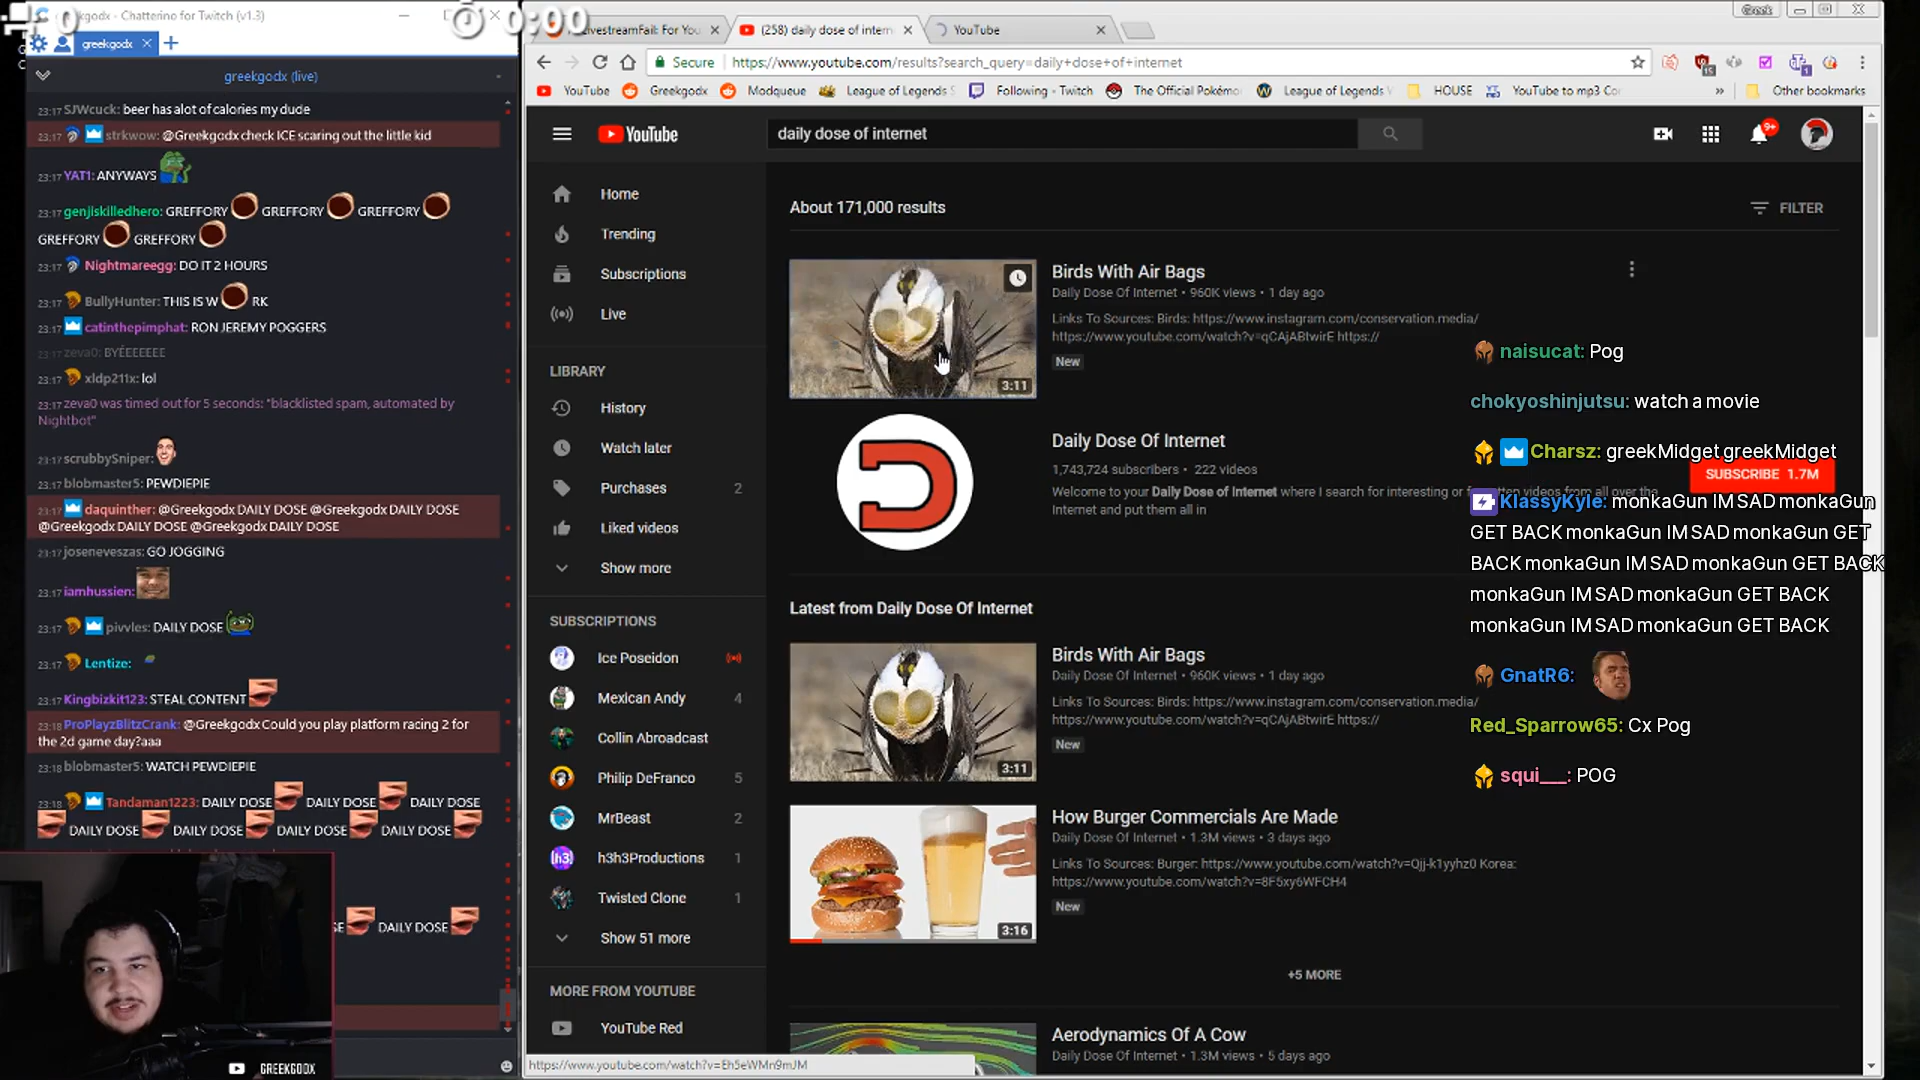 greekgodx - Chatterino for Twitch (v1.3)
0:00
greekgodx
greekgodx (live)
23:17 SJWcuck: beer has alot of calories my dude
23:17 strkwow: @Greekgodx check ICE scaring out the little kid
23:17 YAT1: ANYWAYS
23:17 genjiskilledhero: GREFFORY GREFFORY GREFFORY
GREFFORY GREFFORY
23:17 Nightmareegg: DO IT 2 HOURS
23:17 BullyHunter: THIS IS W RK
23:17 catinthepimphat: RON JEREMY POGGERS
23:17 zeva0: BYÉEEEEEE
23:17 xldp211x: lol
23:17 zeva0 was timed out for 5 seconds: "blacklisted spam, automated by
Nightbot"
23:17 scrubbySniper:
23:17 blobmaster5: PEWDIEPIE
23:17 daquinther: @Greekgodx DAILY DOSE @Greekgodx DAILY DOSE
@Greekgodx DAILY DOSE @Greekgodx DAILY DOSE
23:17 joseneveszas: GO JOGGING
23:17 iamhussien:
23:17 pivvles: DAILY DOSE
23:17 Lentize:
23:17 Kingbizkit123: STEAL CONTENT
23:18 ProPlayzBlitzCrank: @Greekgodx Could you play platform racing 2 for
the 2d game day?aaa
23:18 blobmaster5: WATCH PEWDIEPIE
23:18 Tandaman1223: DAILY DOSE DAILY DOSE DAILY DOSE
DAILY DOSE DAILY DOSE DAILY DOSE DAILY DOSE
SE DAILY DOSE
GREEKGODX
LivestreamFail: For You
(258) daily dose of intern
YouTube
Greek
Secure https://www.youtube.com/results?search_query=daily+dose+of+internet
YouTube Greekgodx Modqueue League of Legends S Following - Twitch The Official Pokémo League of Legends W HOUSE YouTube to mp3 Co » Other bookmarks
YouTube
daily dose of internet
9+
Home
Trending
Subscriptions
Live
LIBRARY
History
Watch later
Purchases 2
Liked videos
Show more
SUBSCRIPTIONS
Ice Poseidon
Mexican Andy 4
Collin Abroadcast
Philip DeFranco 5
MrBeast 2
h3h3Productions 1
Twisted Clone 1
Show 51 more
MORE FROM YOUTUBE
YouTube Red
https://www.youtube.com/watch?v=Eh5eWMn9mJM
About 171,000 results
FILTER
Birds With Air Bags
Daily Dose Of Internet • 960K views • 1 day ago
Links To Sources: Birds: https://www.instagram.com/conservation.media/
https://www.youtube.com/watch?v=qCAjABtwirE https://
New
3:11
Daily Dose Of Internet
1,743,724 subscribers • 222 videos
Welcome to your Daily Dose of Internet where I search for interesting or forgotten videos from all over the
Internet and put them all in
SUBSCRIBE 1.7M
Latest from Daily Dose Of Internet
Birds With Air Bags
Daily Dose Of Internet • 960K views • 1 day ago
Links To Sources: Birds: https://www.instagram.com/conservation.media/
https://www.youtube.com/watch?v=qCAjABtwirE https://
New
3:11
How Burger Commercials Are Made
Daily Dose Of Internet • 1.3M views • 3 days ago
Links To Sources: Burger: https://www.youtube.com/watch?v=Qjj-k1yyhz0 Korea:
https://www.youtube.com/watch?v=8F5xy6WFCH4
New
3:16
+5 MORE
Aerodynamics Of A Cow
Daily Dose Of Internet • 1.3M views • 5 days ago
naisucat: Pog
chokyoshinjutsu: watch a movie
Charsz: greekMidget greekMidget
KlassyKyle: monkaGun IM SAD monkaGun
GET BACK monkaGun IM SAD monkaGun GET
BACK monkaGun IM SAD monkaGun GET BACK
monkaGun IM SAD monkaGun GET BACK
monkaGun IM SAD monkaGun GET BACK
GnatR6:
Red_Sparrow65: Cx Pog
squi___: POG